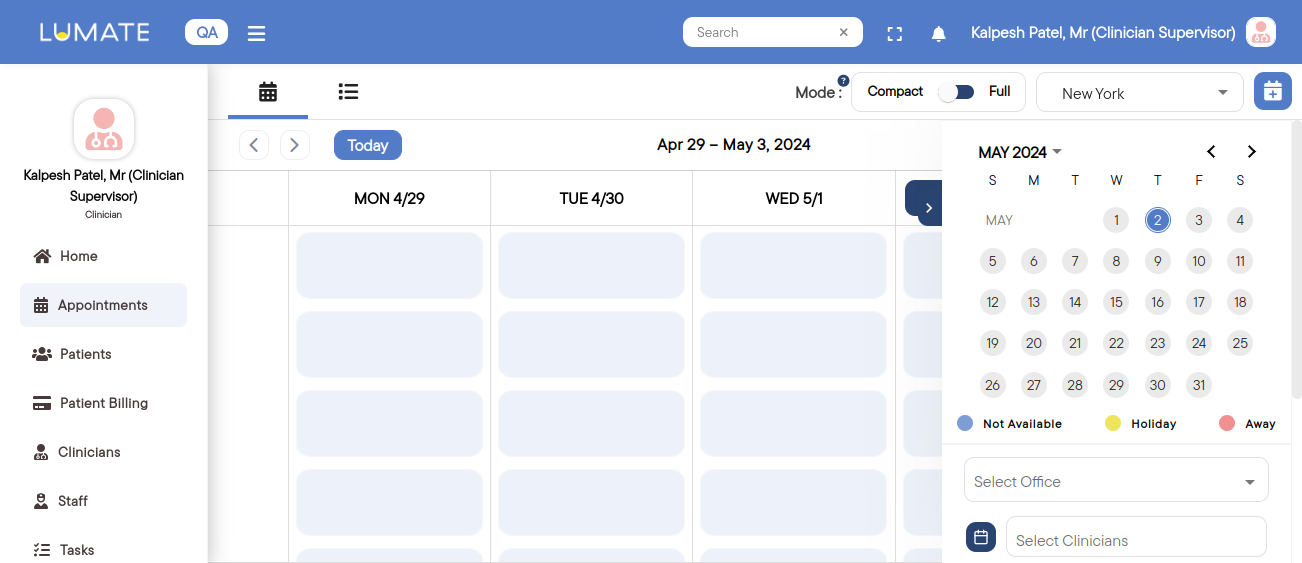 LUMATE
QA
Search
Kalpesh Patel, Mr (Clinician Supervisor)
Kalpesh Patel, Mr (Clinician
Supervisor)
Clinician
Home
Appointments
Patients
Patient Billing
Clinicians
Staff
Tasks
Mode :
?
Compact
Full
New York
Today
Apr 29 – May 3, 2024
MON 4/29
TUE 4/30
WED 5/1
MAY 2024
S M T W T F S
MAY 1 2 3 4
5 6 7 8 9 10 11
12 13 14 15 16 17 18
19 20 21 22 23 24 25
26 27 28 29 30 31
Not Available
Holiday
Away
Select Office
Select Clinicians